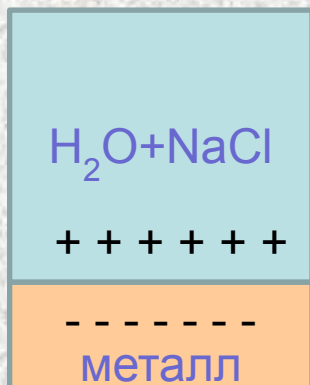 H₂O+NaCl
+ + + + + +
- - - - - - -
металл